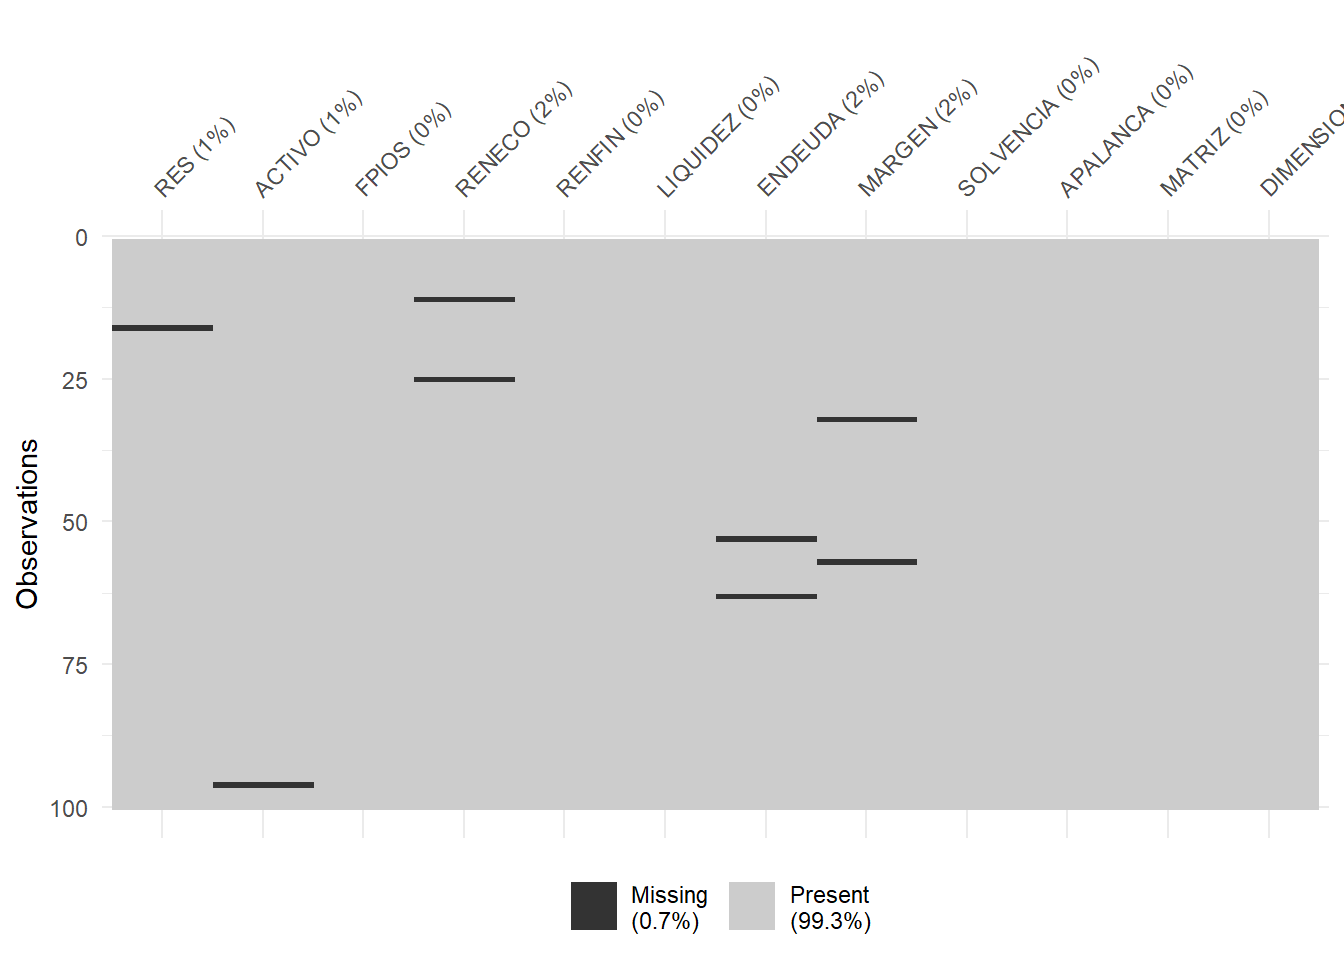 RES (1%)
ACTIVO (1%)
FPIOS (0%)
RENECO (2%)
RENFIN (0%)
LIQUIDEZ (0%)
ENDEUDA (2%)
MARGEN (2%)
SOLVENCIA (0%)
APALANCA (0%)
MATRIZ (0%)
DIMENSION
0
25
50
75
100
Observations
Missing
(0.7%)
Present
(99.3%)